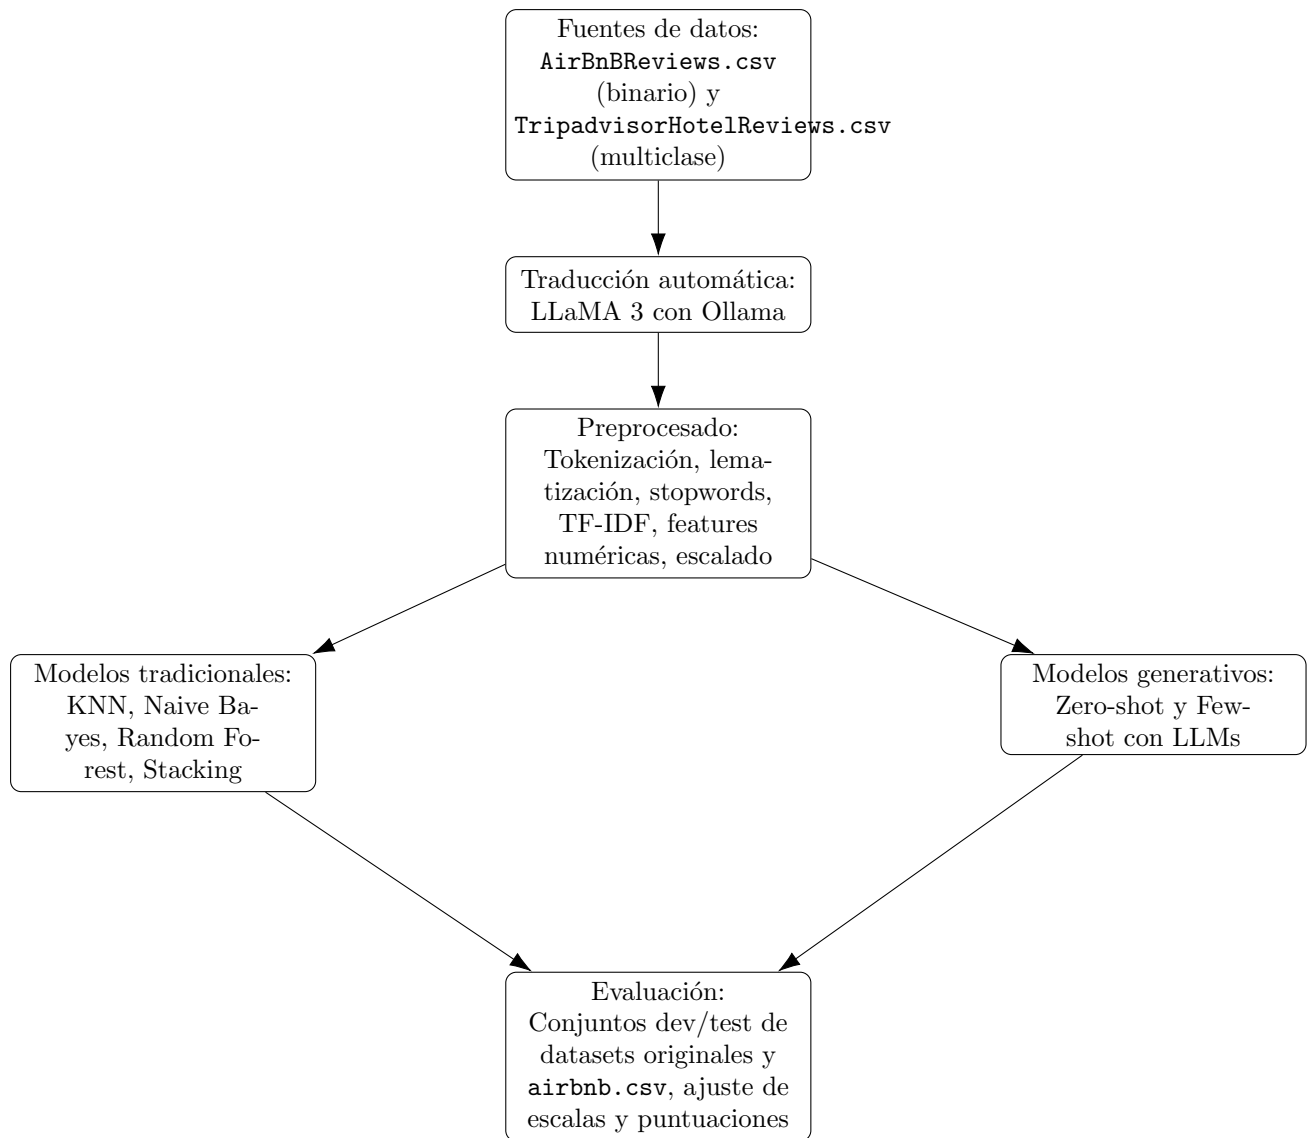 Fuentes de datos:
AirBnBReviews.csv
(binario) y
TripadvisorHotelReviews.csv
(multiclase)
Traducción automática:
LLaMA 3 con Ollama
Preprocesado:
Tokenización, lema-
tización, stopwords,
TF-IDF, features
numéricas, escalado
Modelos tradicionales:
KNN, Naive Ba-
yes, Random Fo-
rest, Stacking
Modelos generativos:
Zero-shot y Few-
shot con LLMs
Evaluación:
Conjuntos dev/test de
datasets originales y
airbnb.csv, ajuste de
escalas y puntuaciones